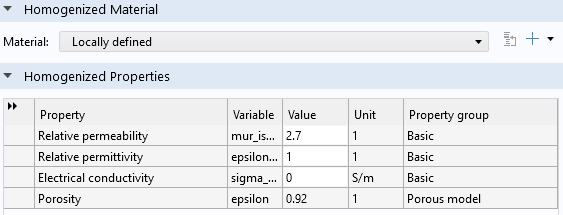 Homogenized Material
Material: Locally defined
Homogenized Properties
Property Variable Value Unit Property group
Relative permeability mur_is... 2.7 1 Basic
Relative permittivity epsilon... 1 1 Basic
Electrical conductivity sigma_... 0 S/m Basic
Porosity epsilon 0.92 1 Porous model